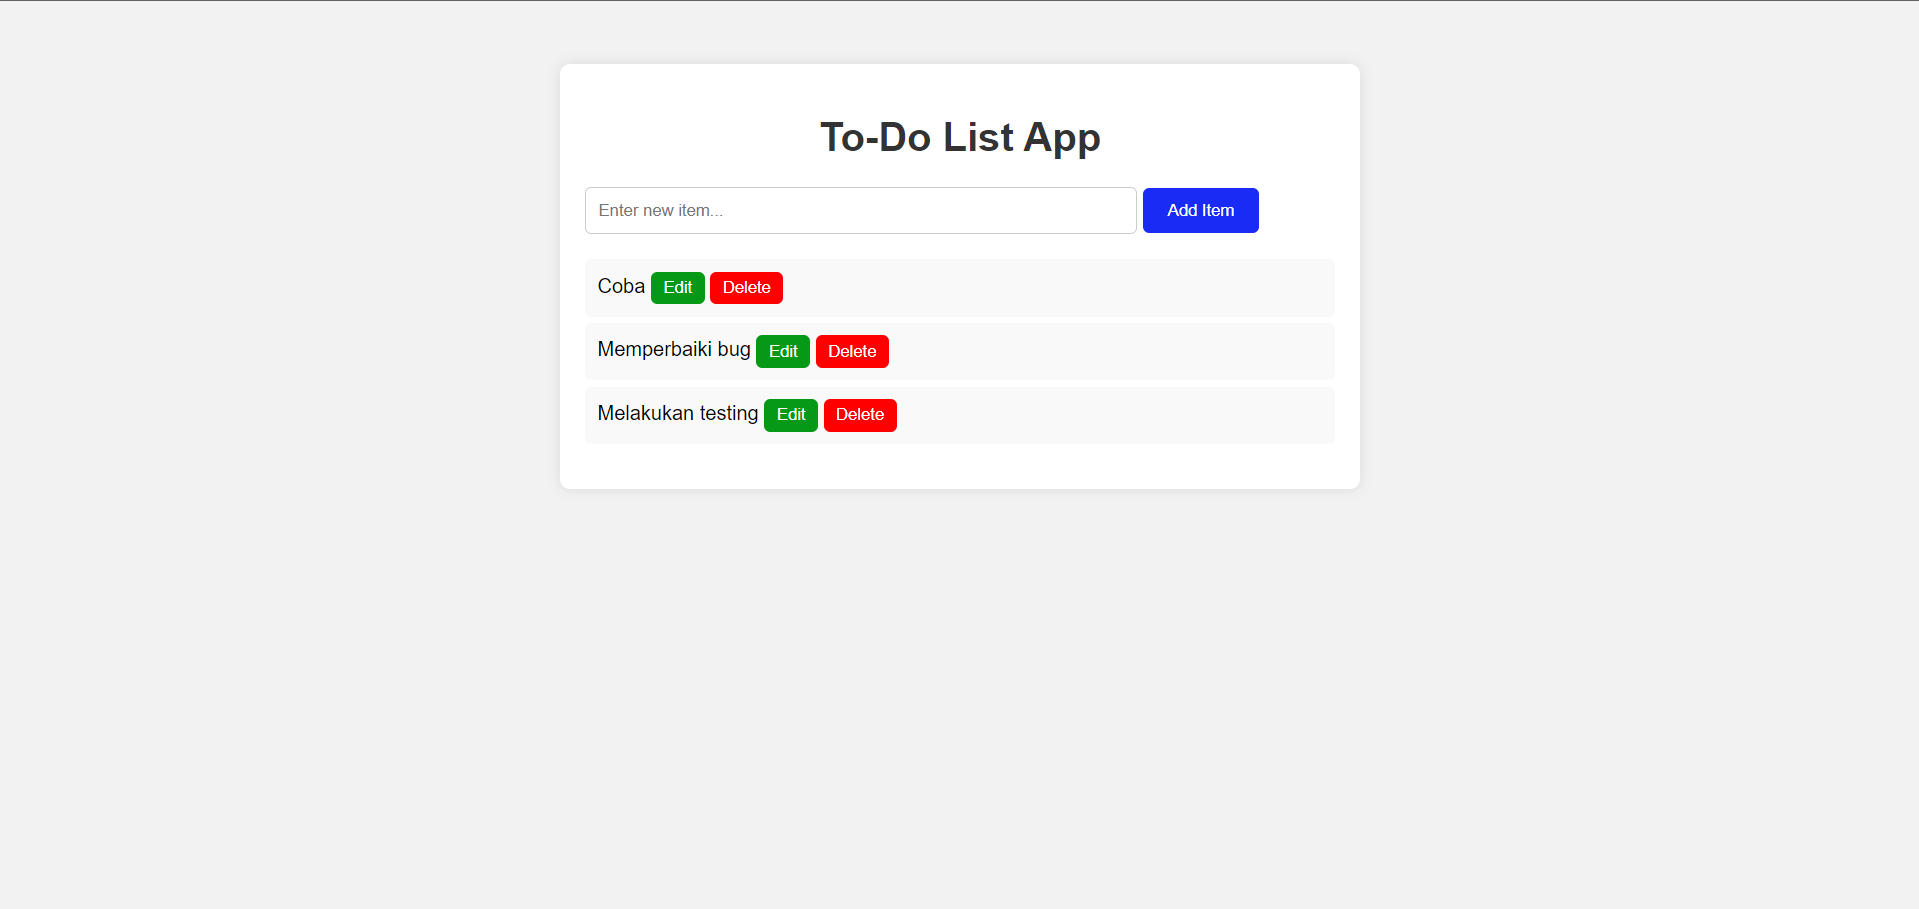 To-Do List App
Enter new item... Add Item
Coba Edit Delete
Memperbaiki bug Edit Delete
Melakukan testing Edit Delete